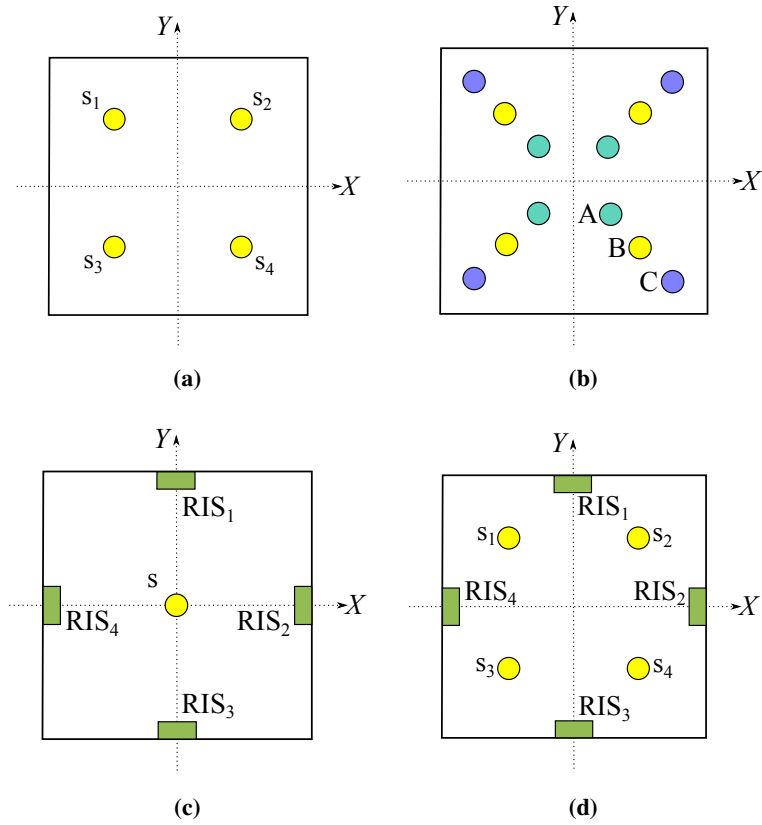 Y
s₁
s₂
X
s₃
s₄
(a)
Y
X
A
B
C
(b)
Y
RIS₁
s
X
RIS₄
RIS₂
RIS₃
(c)
Y
RIS₁
s₁
s₂
RIS₄
RIS₂
X
s₃
s₄
RIS₃
(d)